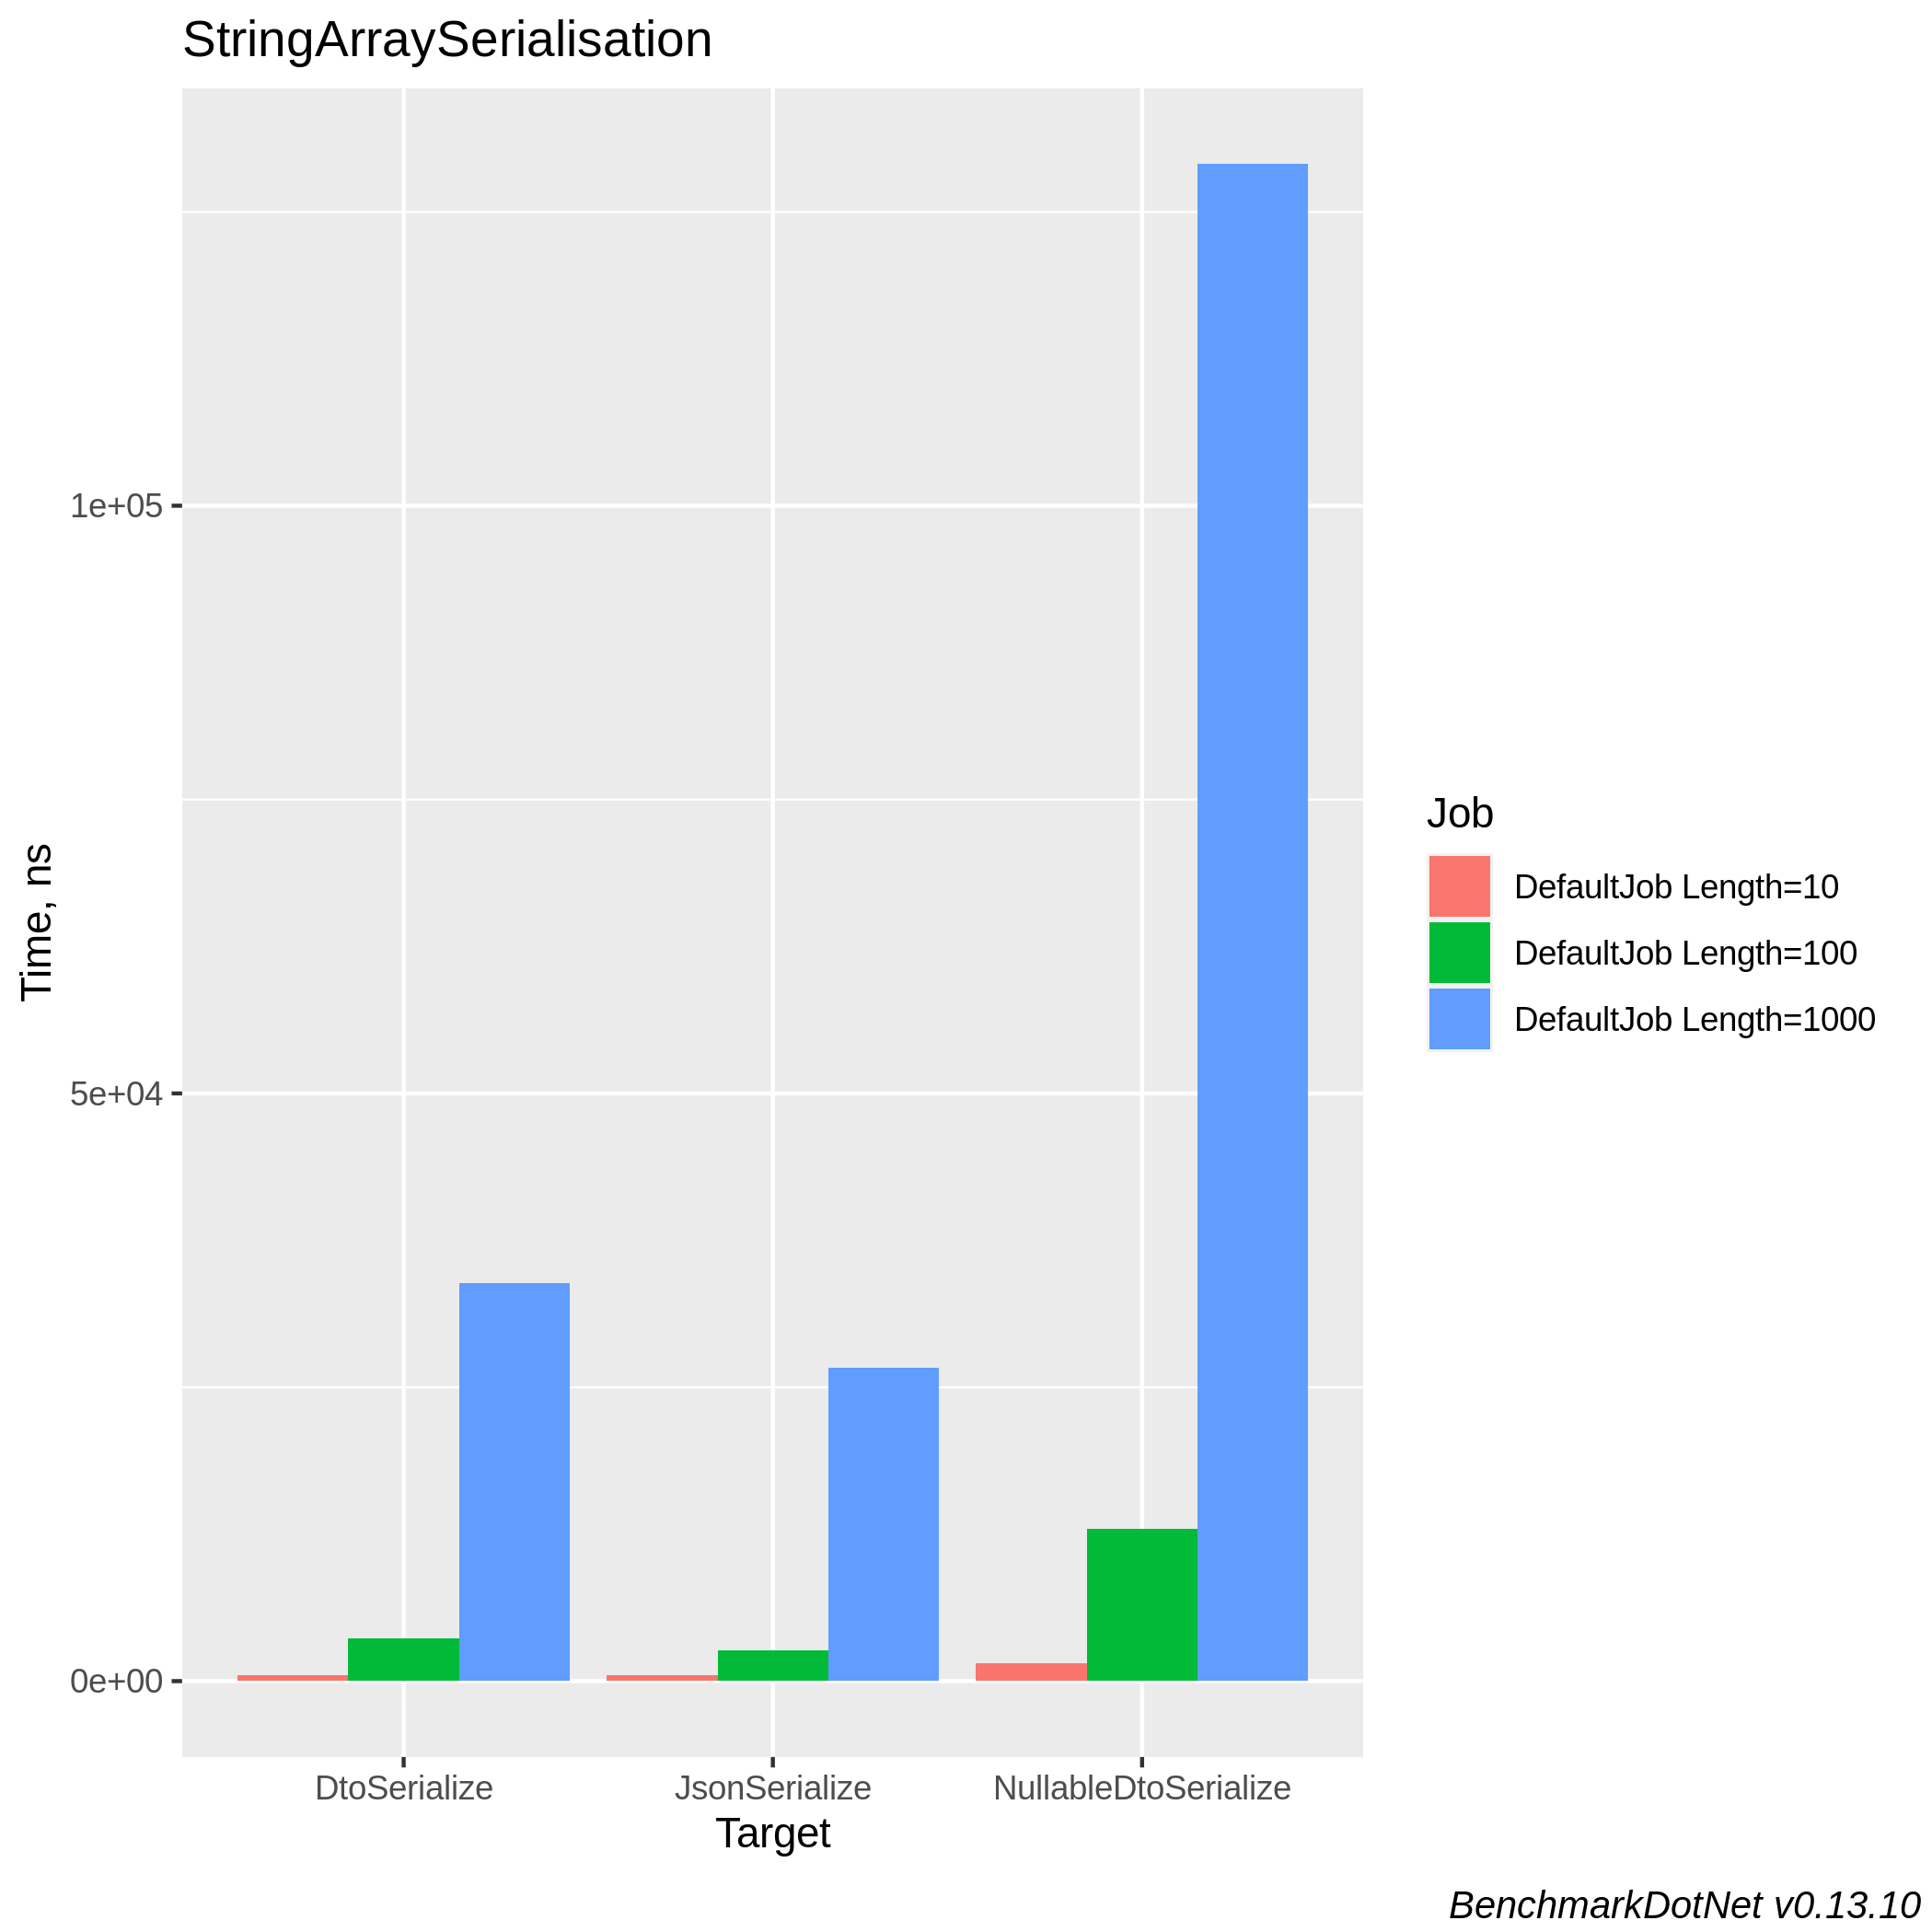 StringArraySerialisation
Time, ns
1e+05
5e+04
0e+00
DtoSerialize
JsonSerialize
NullableDtoSerialize
Target
Job
DefaultJob Length=10
DefaultJob Length=100
DefaultJob Length=1000
BenchmarkDotNet v0.13.10